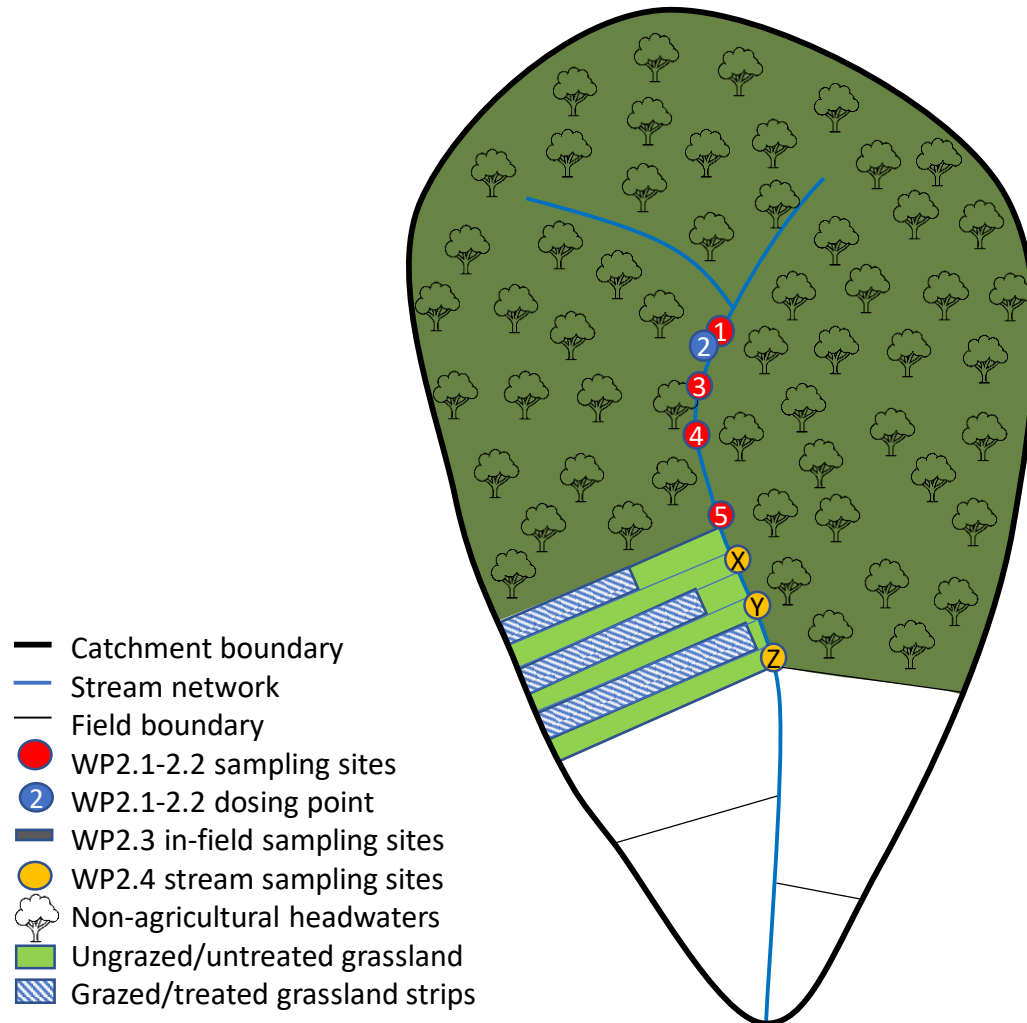 1
2
3
4
5
X
Y
Z
Catchment boundary
Stream network
Field boundary
WP2.1-2.2 sampling sites
2 WP2.1-2.2 dosing point
WP2.3 in-field sampling sites
WP2.4 stream sampling sites
Non-agricultural headwaters
Ungrazed/untreated grassland
Grazed/treated grassland strips